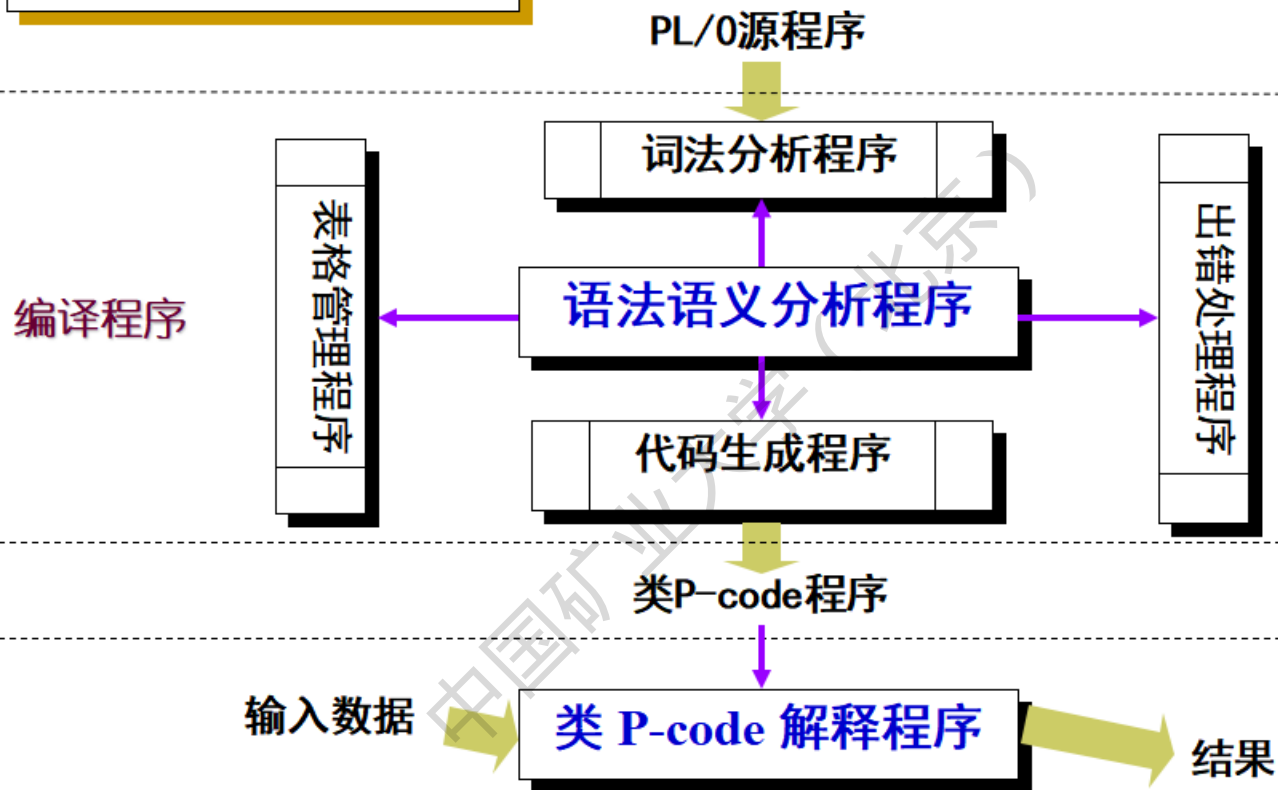 PL/0源程序
词法分析程序
表格管理程序
出错处理程序
编译程序
语法语义分析程序
代码生成程序
类P-code程序
输入数据
类 P-code 解释程序
结果
中国矿业大学（北京）